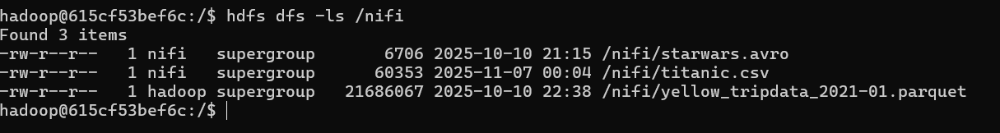 hadoop@615cf53bef6c:/$ hdfs dfs -ls /nifi
Found 3 items
-rw-r--r--   1 nifi   supergroup       6706 2025-10-10 21:15 /nifi/starwars.avro
-rw-r--r--   1 nifi   supergroup      60353 2025-11-07 00:04 /nifi/titanic.csv
-rw-r--r--   1 hadoop supergroup   21686067 2025-10-10 22:38 /nifi/yellow_tripdata_2021-01.parquet
hadoop@615cf53bef6c:/$